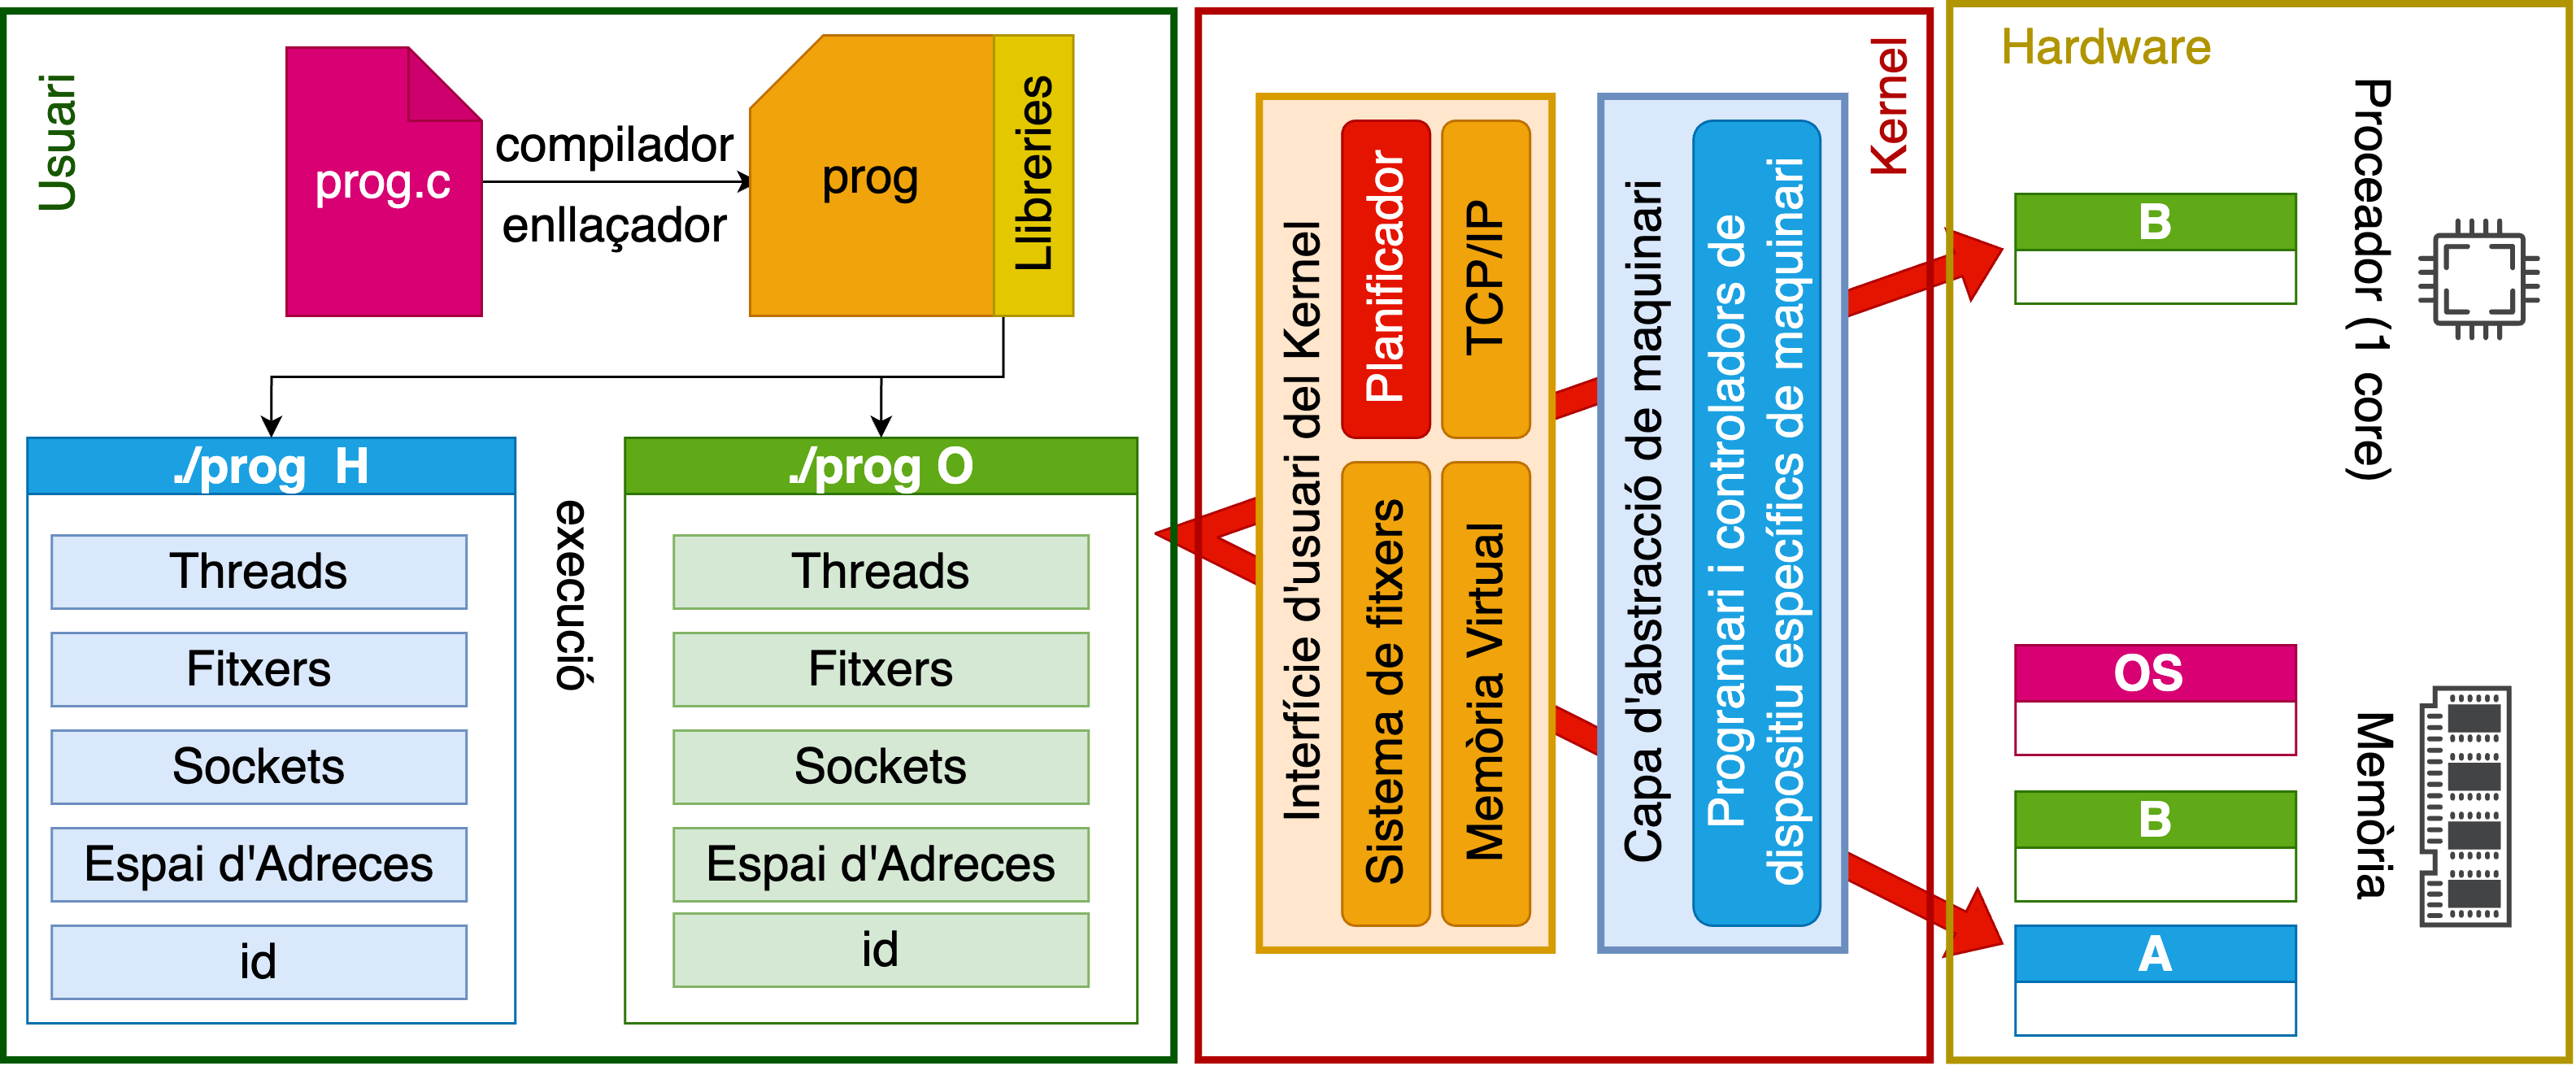 Usuari
prog.c
compilador
enllaçador
prog
Llibreries
./prog H
Threads
Fitxers
Sockets
Espai d'Adreces
id
execució
./prog O
Threads
Fitxers
Sockets
Espai d'Adreces
id
Kernel
Interfície d'usuari del Kernel
Planificador
TCP/IP
Sistema de fitxers
Memòria Virtual
Capa d'abstracció de maquinari
Programari i controladors de
dispositiu específics de maquinari
Hardware
B
Proceador (1 core)
OS
B
A
Memòria